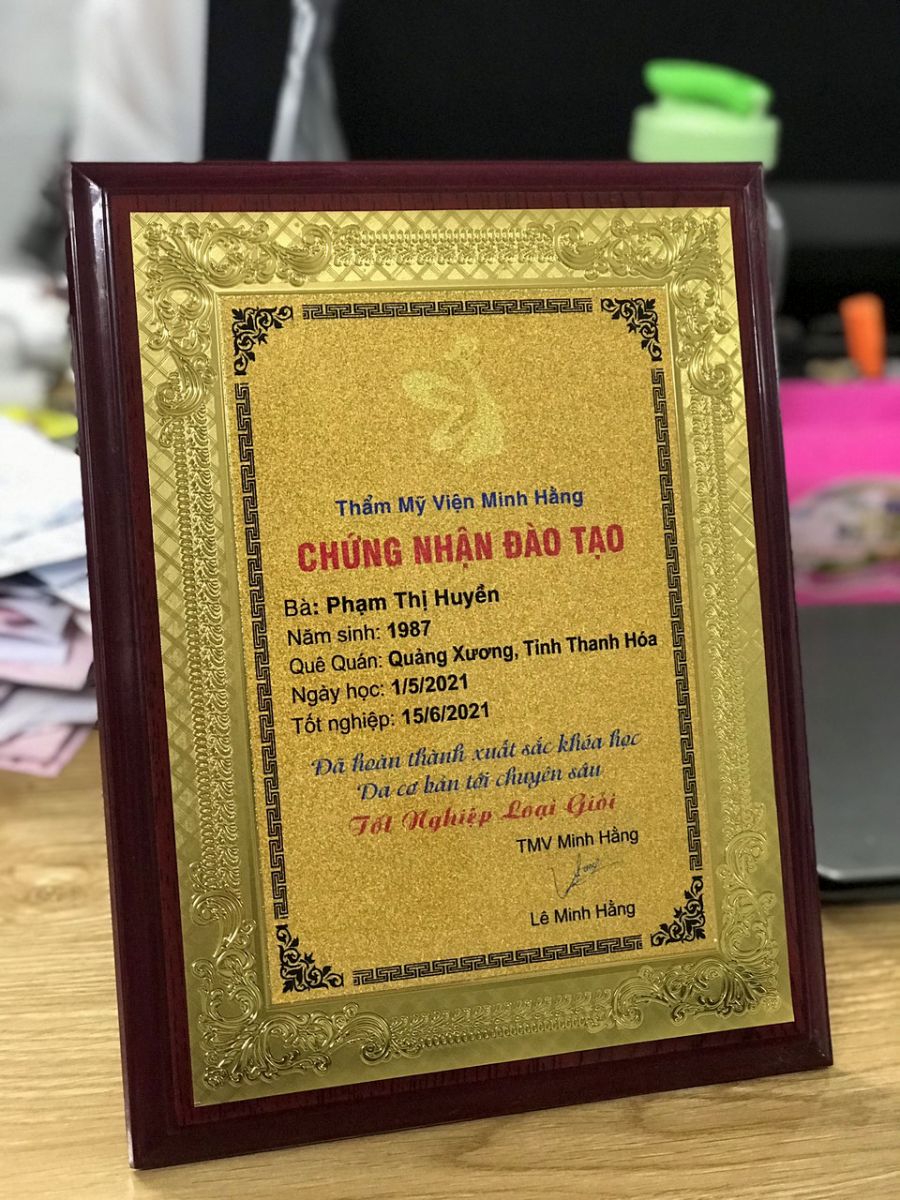 Thẩm Mỹ Viện Minh Hằng
CHỨNG NHẬN ĐÀO TẠO
Bà: Phạm Thị Huyền
Năm sinh: 1987
Quê Quán: Quảng Xương, Tỉnh Thanh Hóa
Ngày học: 1/5/2021
Tốt nghiệp: 15/6/2021
Đã hoàn thành xuất sắc khóa học
Da cơ bản tới chuyên sâu
Tốt Nghiệp Loại Giỏi
TMV Minh Hằng
Lê Minh Hằng